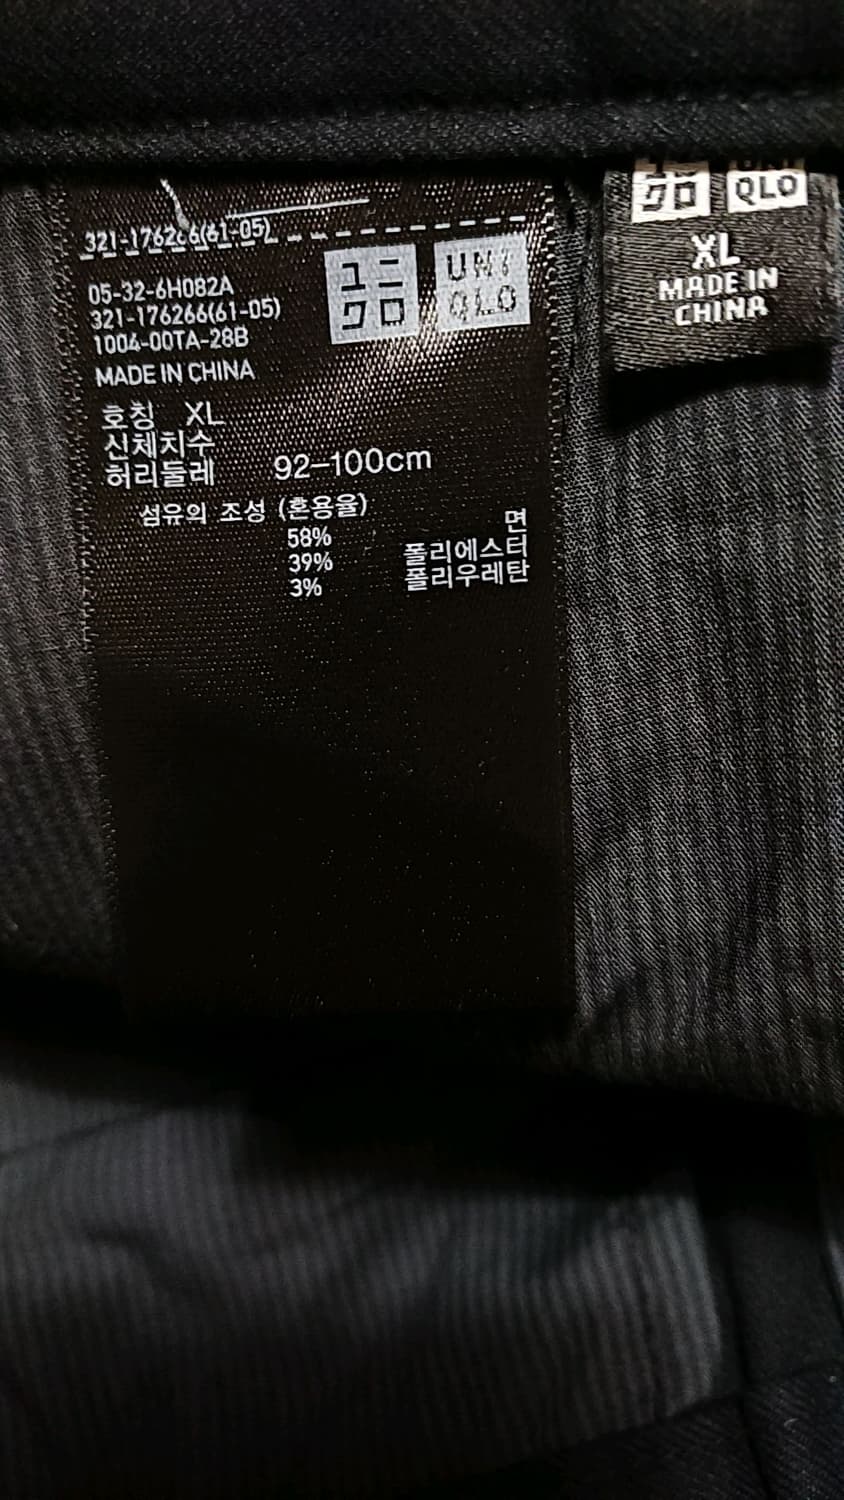 321-176266(61-05)
ユニ
クロ
UNI
QLO
05-32-6H082A
321-176266(61-05)
1004-00TA-28B
MADE IN CHINA
호칭 XL
신체치수
허리둘레 92-100cm
섬유의 조성 (혼용율)
면
58%
폴리에스터
39%
폴리우레탄
3%
クロ
QLO
XL
MADE IN
CHINA